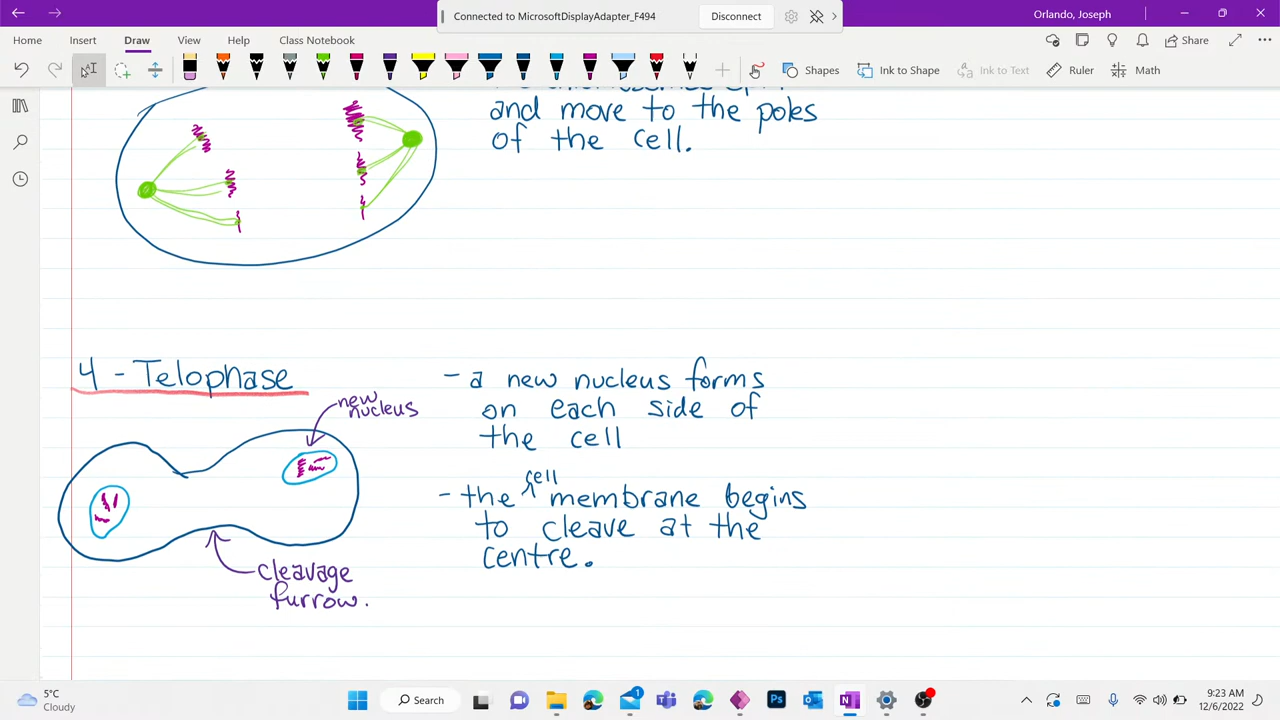 Connected to MicrosoftDisplayAdapter_F494
Disconnect
Orlando, Joseph
Home Insert Draw View Help Class Notebook
Share
Shapes Ink to Shape Ink to Text Ruler Math
and move to the poles
of the cell.
4 - Telophase
new
nucleus
cleavage
furrow.
- a new nucleus forms
on each side of
the cell
cell
- the ^ membrane begins
to cleave at the
centre.
5°C
Cloudy
Search
1
9:23 AM
12/6/2022